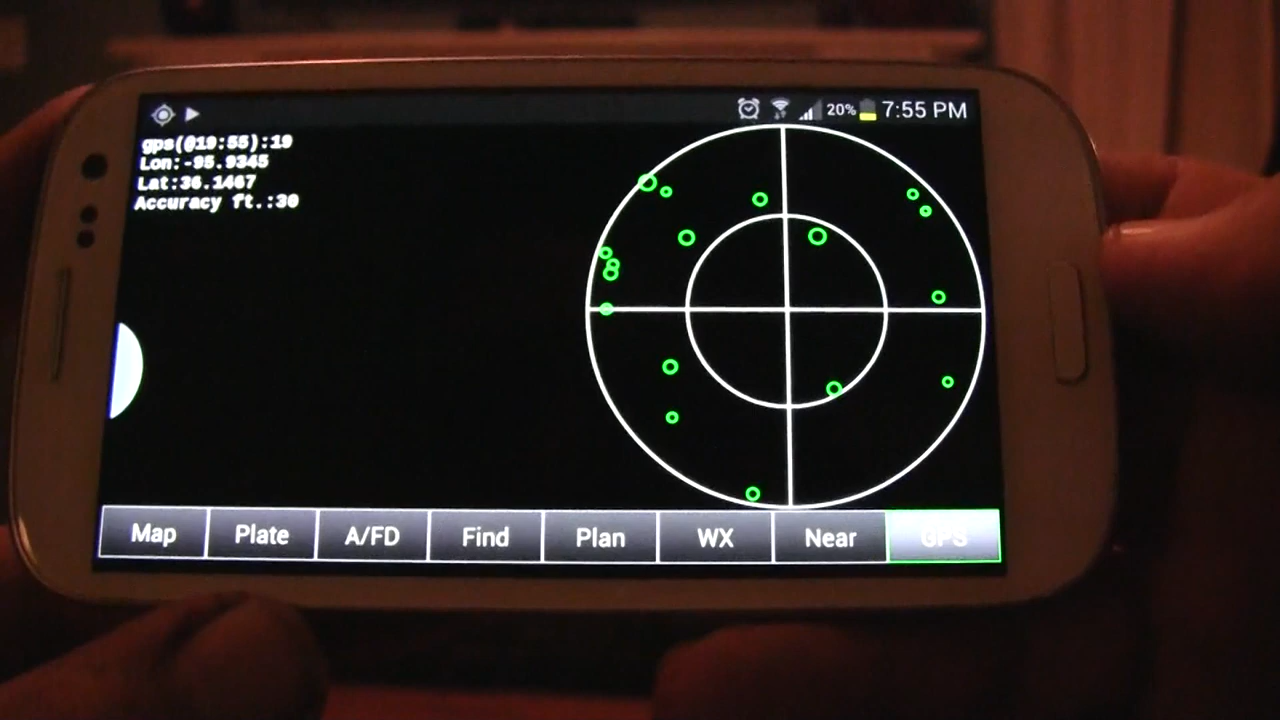 20% 7:55 PM
gps(@19:55):19
Lon:-95.9345
Lat:36.1467
Accuracy ft.:30
Map Plate A/FD Find Plan WX Near GPS